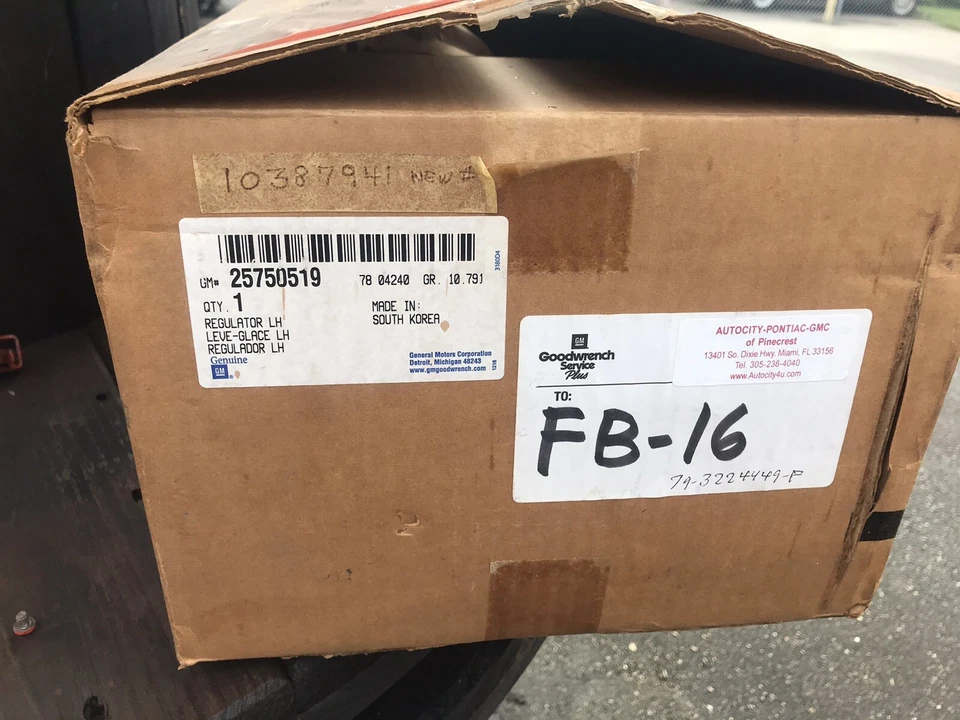 10387941 NEW #
GM# 25750519 78 04240 GR. 10.791
318004
QTY. 1 MADE IN:
SOUTH KOREA
REGULATOR LH
LEVE-GLACE LH
REGULADOR LH
Genuine
GM
General Motors Corporation
Detroit, Michigan 48243
www.gmgoodwrench.com
1216
GM
Goodwrench
Service
Plus
AUTOCITY-PONTIAC-GMC
of Pinecrest
13401 So. Dixie Hwy. Miami, FL 33156
Tel. 305-238-4040
www.Autocity4u.com
TO:
FB-16
79-3224449-F